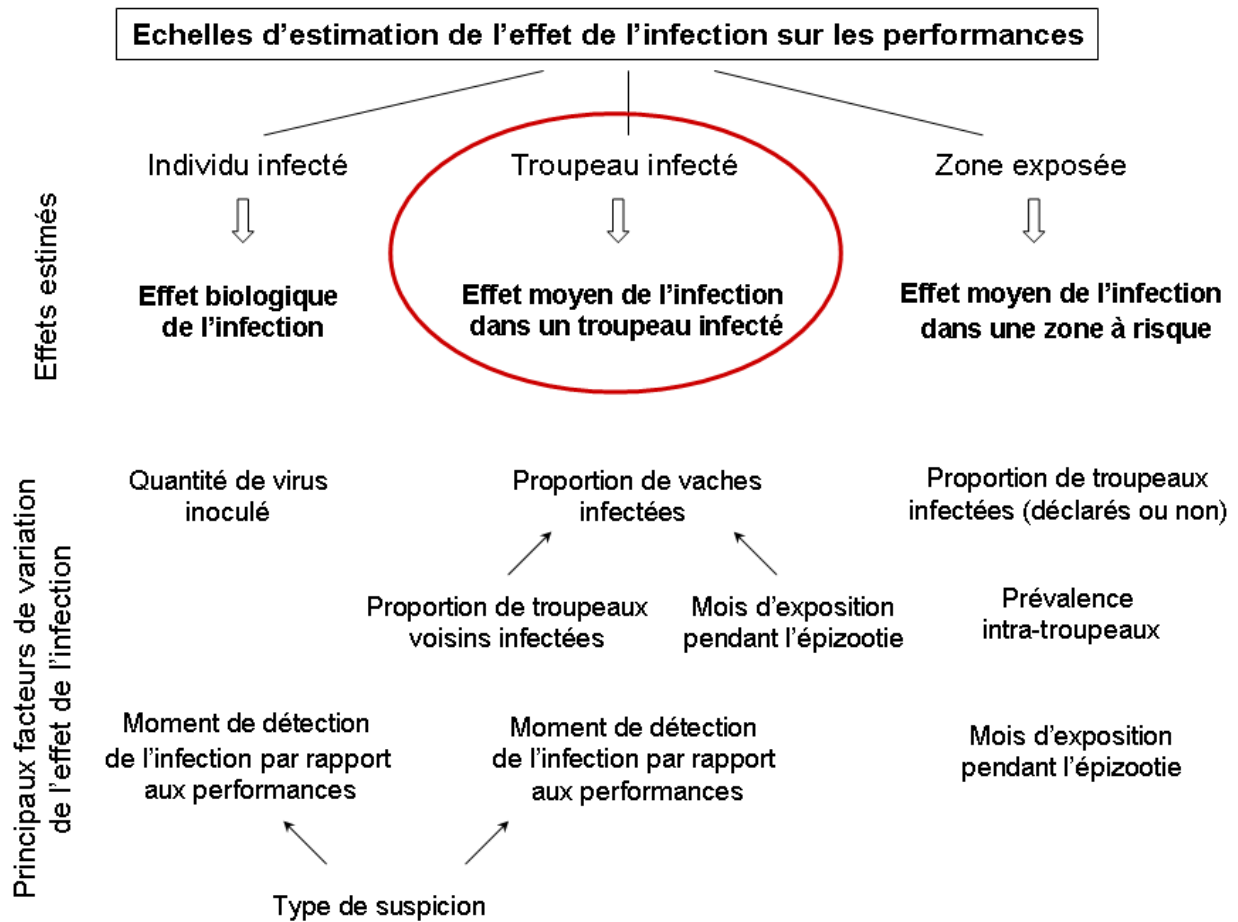 Echelles d'estimation de l'effet de l'infection sur les performances
Effets estimés
Individu infecté
Troupeau infecté
Zone exposée
Effet biologique
de l'infection
Effet moyen de l'infection
dans un troupeau infecté
Effet moyen de l'infection
dans une zone à risque
Principaux facteurs de variation
de l'effet de l'infection
Quantité de virus
inoculé
Proportion de vaches
infectées
Proportion de troupeaux
infectées (déclarés ou non)
Proportion de troupeaux
voisins infectées
Mois d'exposition
pendant l'épizootie
Prévalence
intra-troupeaux
Moment de détection
de l'infection par rapport
aux performances
Moment de détection
de l'infection par rapport
aux performances
Mois d'exposition
pendant l'épizootie
Type de suspicion